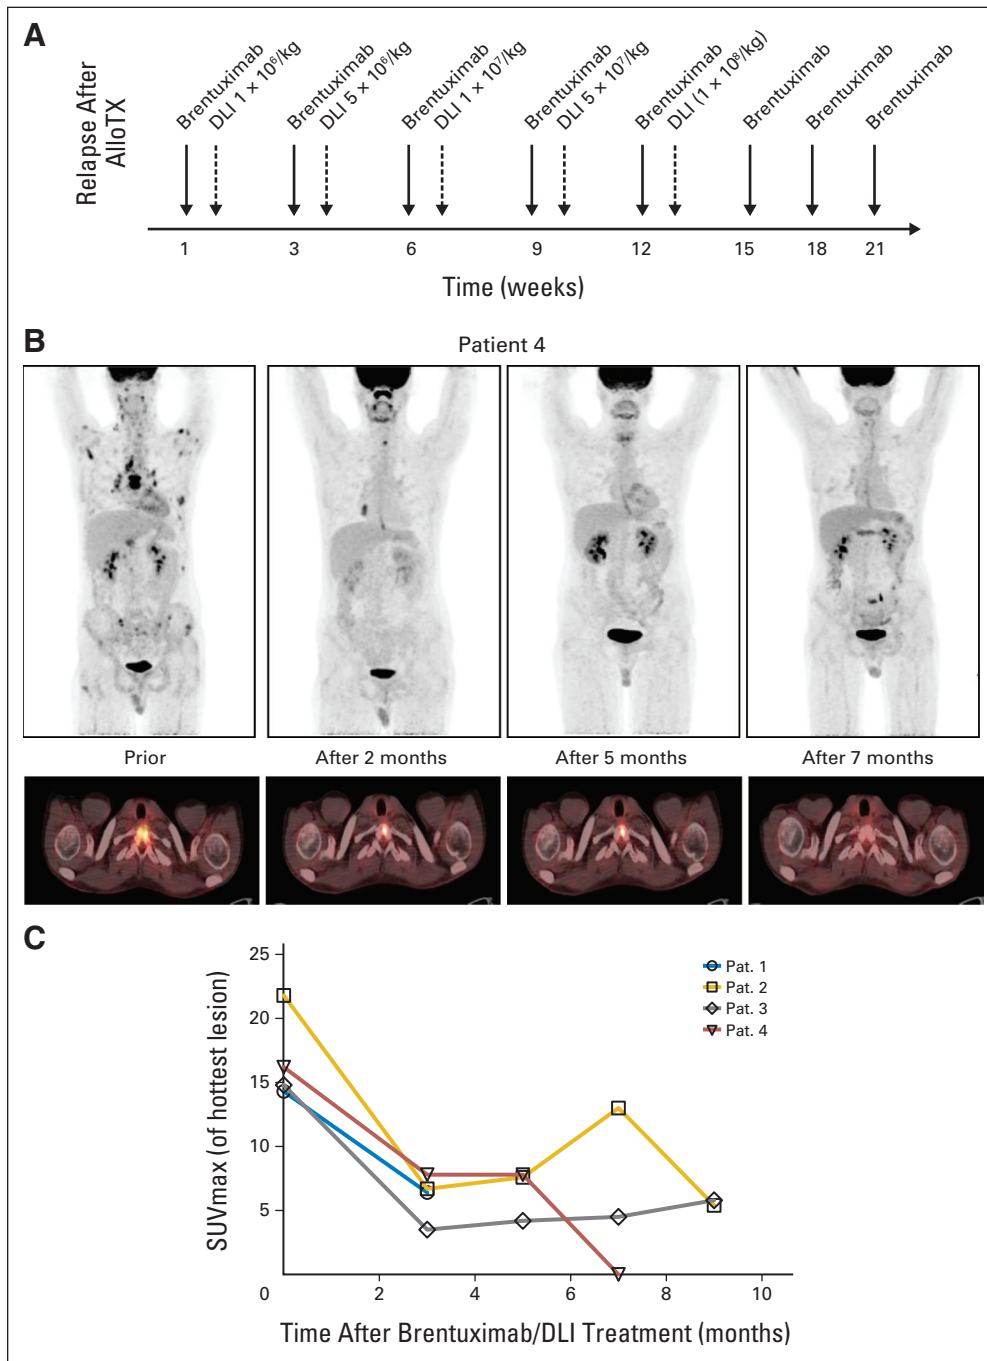 A
Relapse After
AlloTX
Brentuximab
DLI 1 × 10⁶/kg
Brentuximab
DLI 5 × 10⁶/kg
Brentuximab
DLI 1 × 10⁷/kg
Brentuximab
DLI 5 × 10⁷/kg
Brentuximab
DLI (1 × 10⁸/kg)
Brentuximab
Brentuximab
Brentuximab
1 3 6 9 12 15 18 21
Time (weeks)
B
Patient 4
Prior After 2 months After 5 months After 7 months
C
SUVmax (of hottest lesion)
25
20
15
10
5
0 2 4 6 8 10
Pat. 1
Pat. 2
Pat. 3
Pat. 4
Time After Brentuximab/DLI Treatment (months)